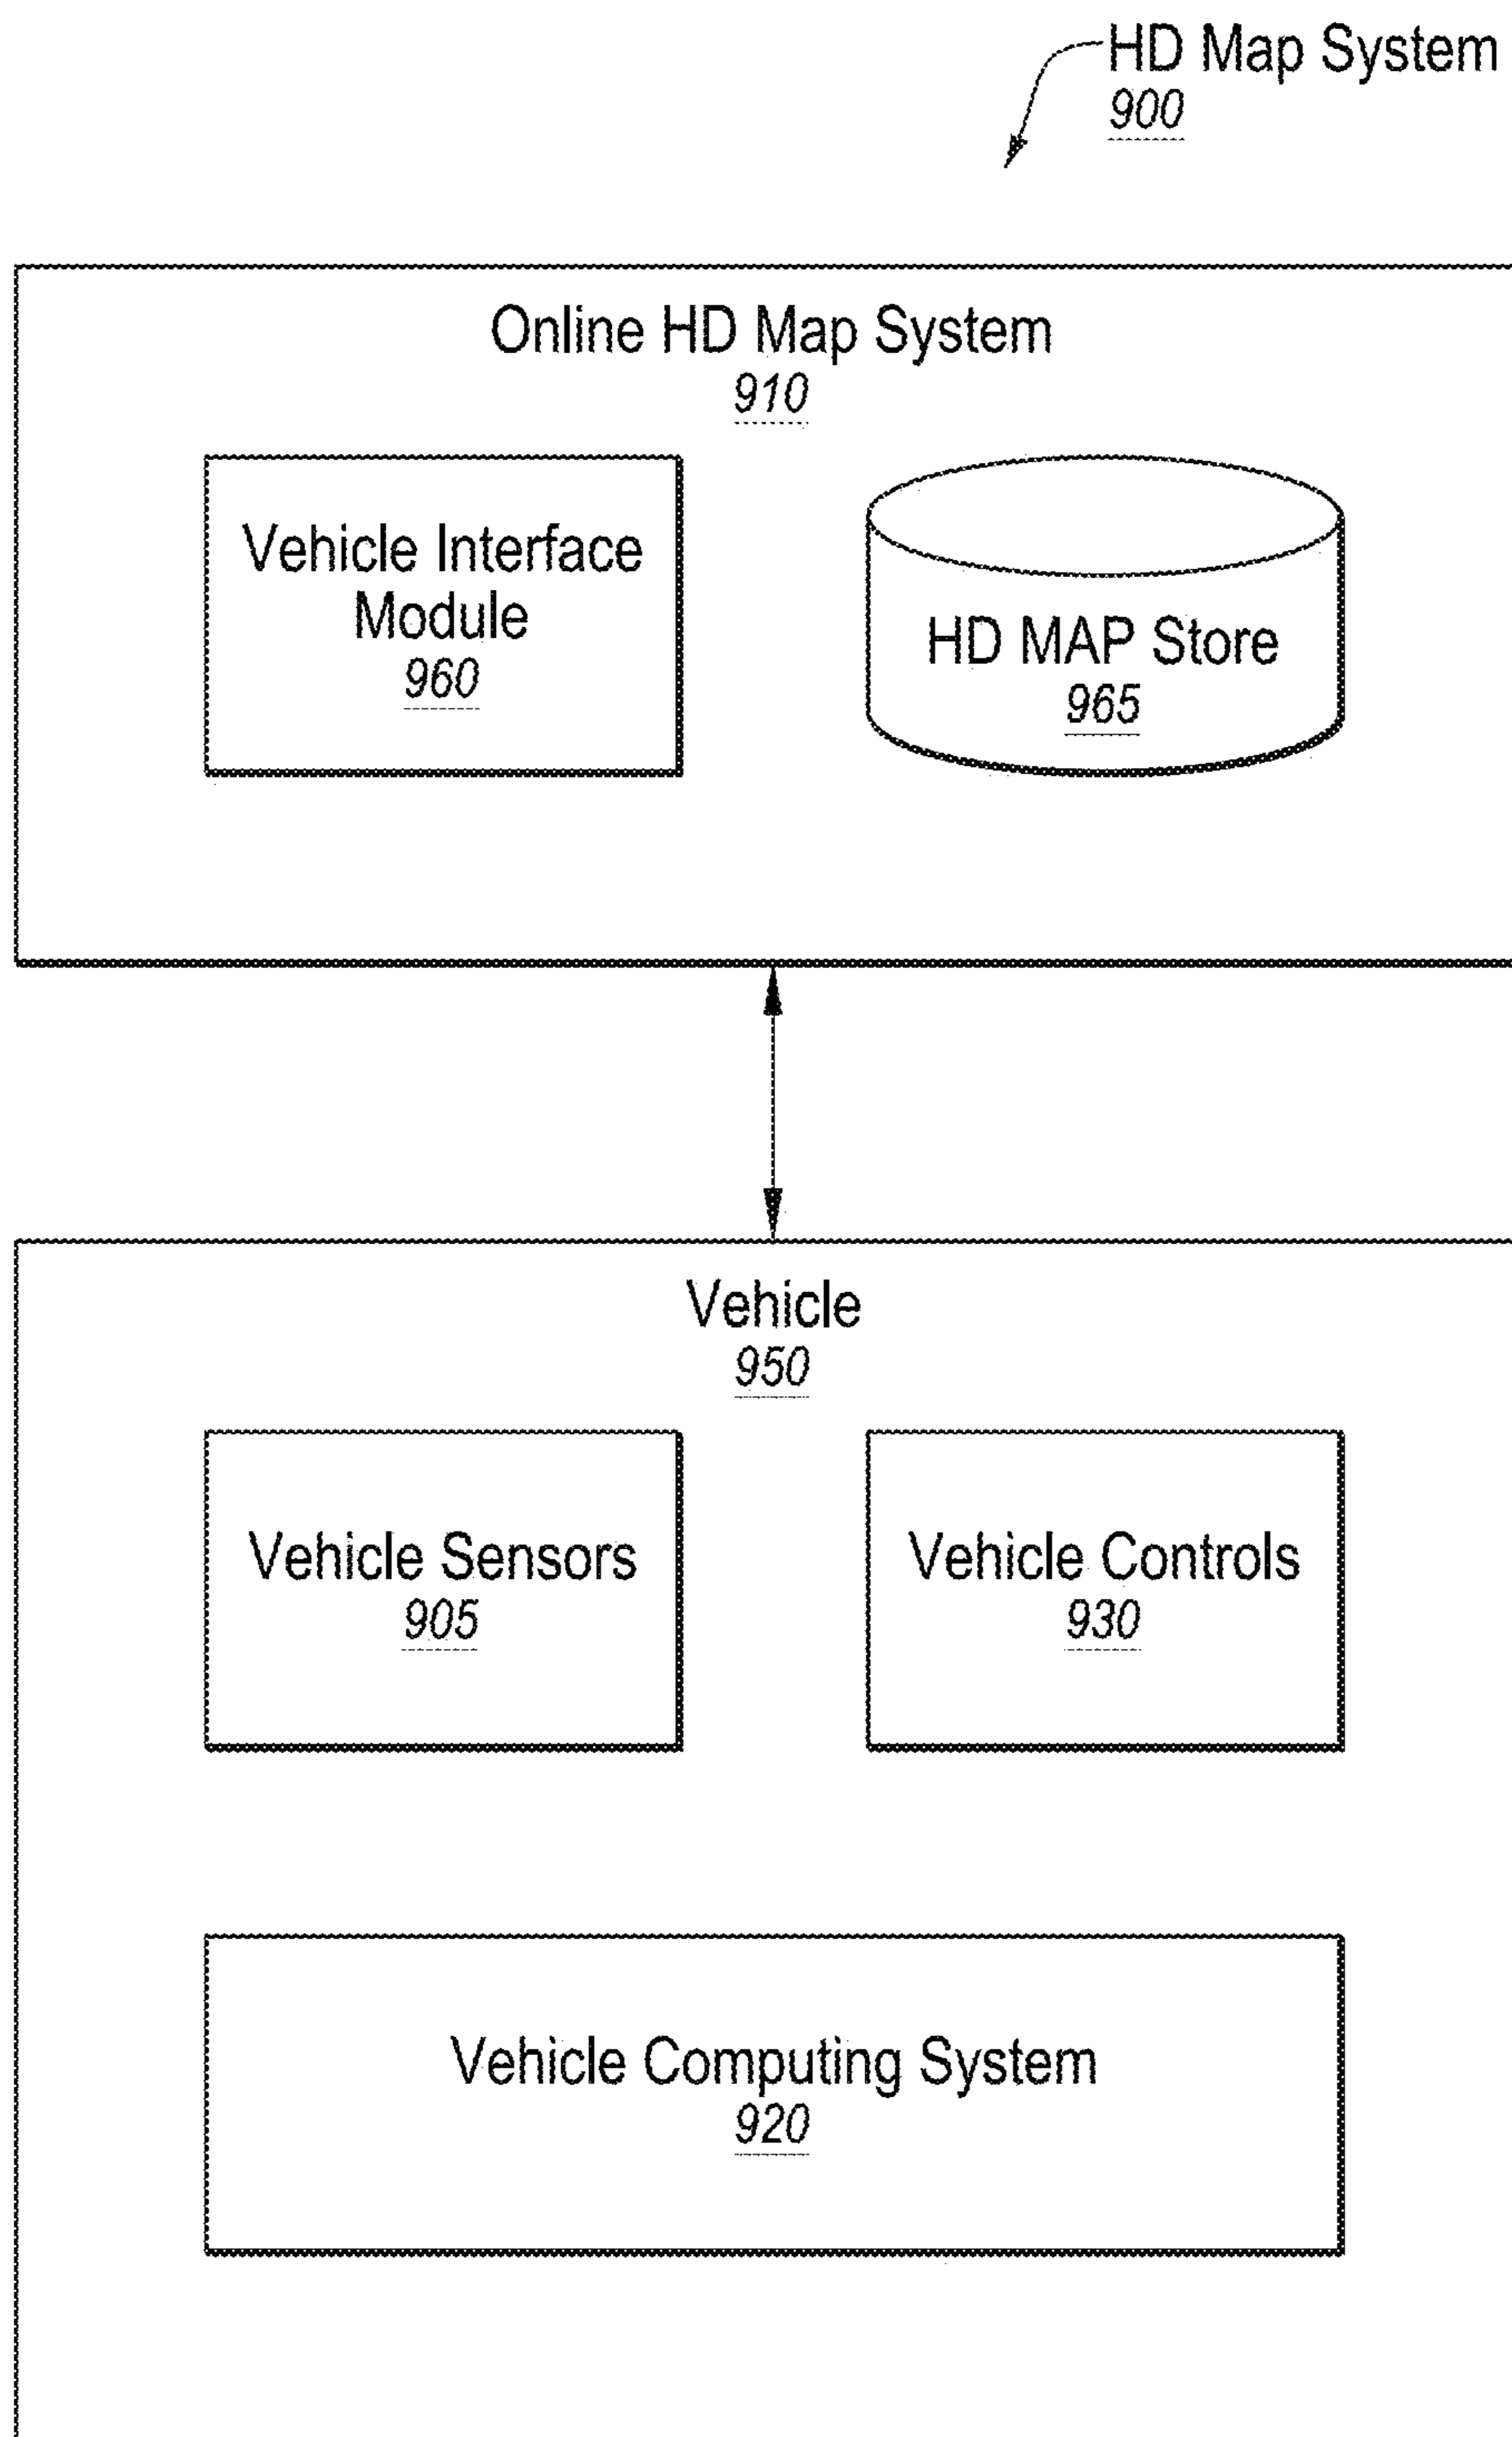 HD Map System
900
Online HD Map System
910
Vehicle Interface
Module
960
HD MAP Store
965
Vehicle
950
Vehicle Sensors
905
Vehicle Controls
930
Vehicle Computing System
920